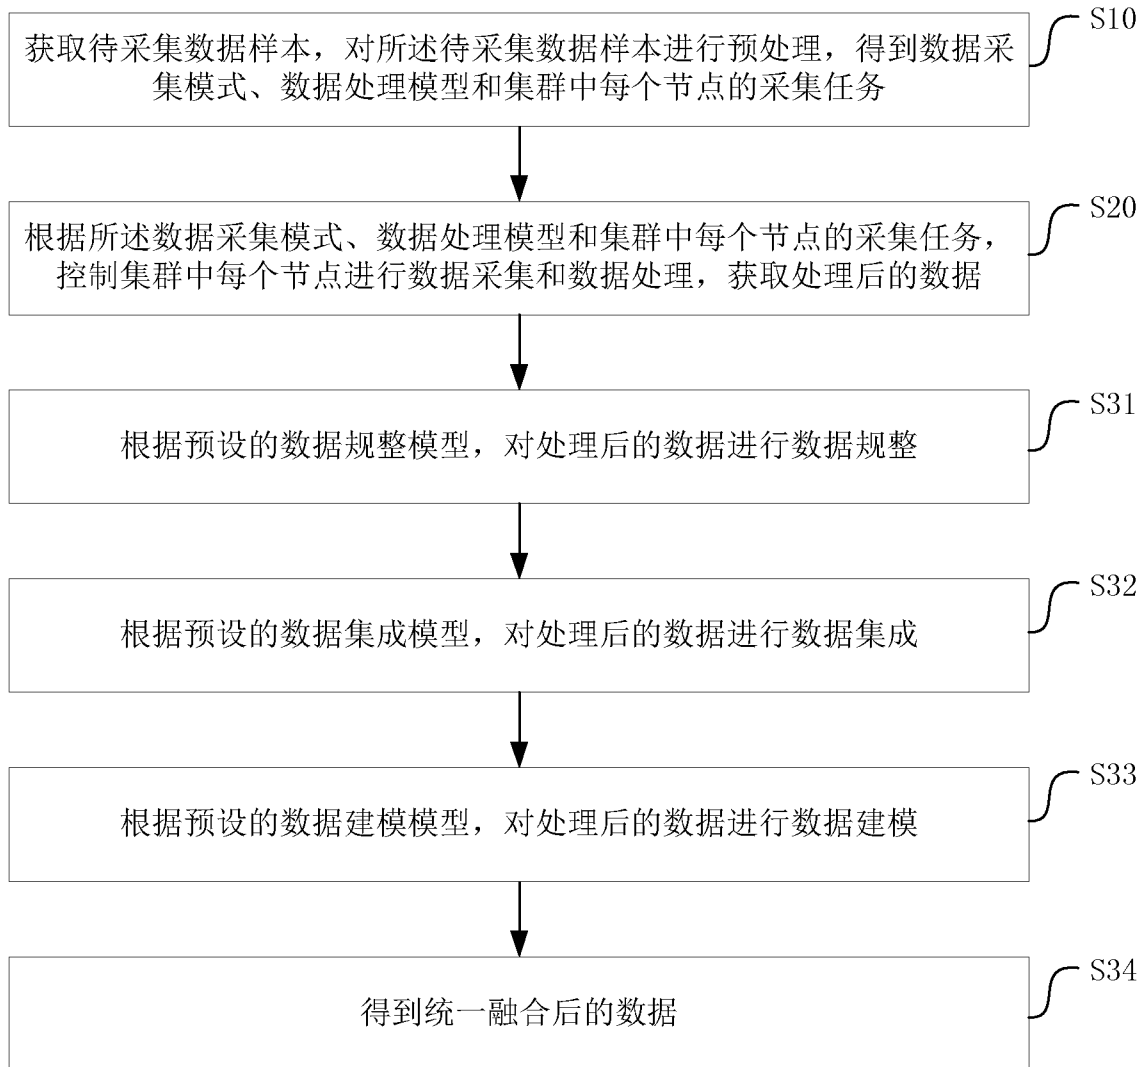 S10
获取待采集数据样本，对所述待采集数据样本进行预处理，得到数据采
集模式、数据处理模型和集群中每个节点的采集任务
S20
根据所述数据采集模式、数据处理模型和集群中每个节点的采集任务，
控制集群中每个节点进行数据采集和数据处理，获取处理后的数据
S31
根据预设的数据规整模型，对处理后的数据进行数据规整
S32
根据预设的数据集成模型，对处理后的数据进行数据集成
S33
根据预设的数据建模模型，对处理后的数据进行数据建模
S34
得到统一融合后的数据